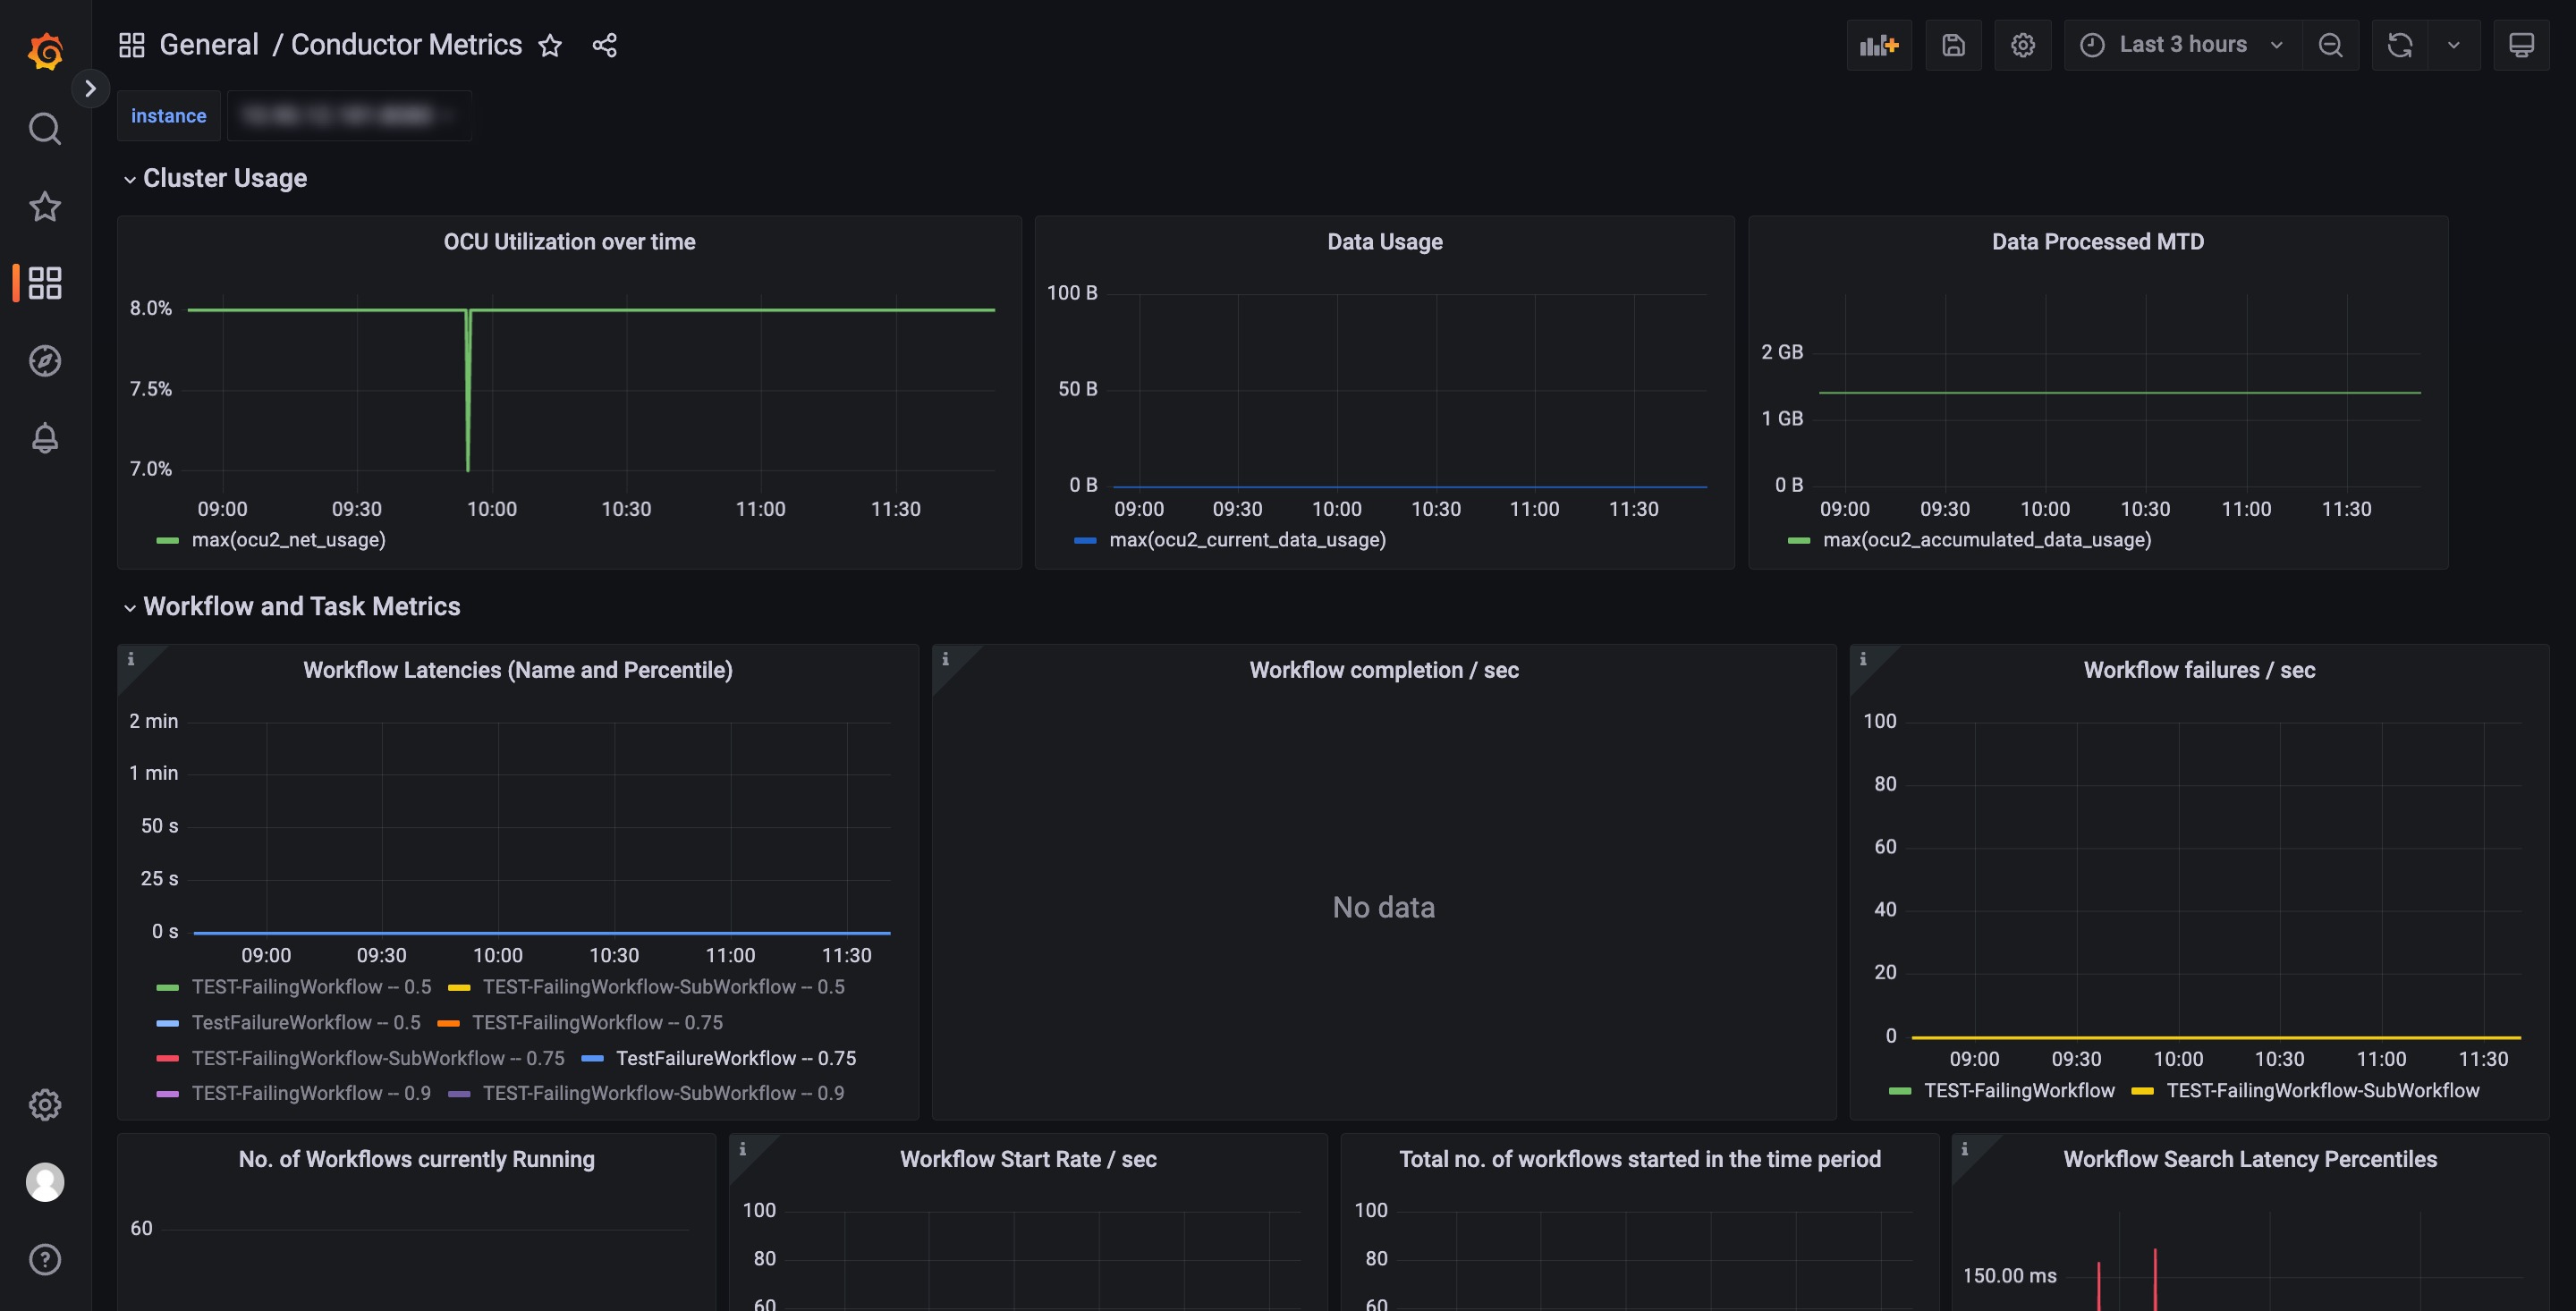 General / Conductor Metrics
Last 3 hours
instance
Cluster Usage
OCU Utilization over time
8.0%
7.5%
7.0%
09:00 09:30 10:00 10:30 11:00 11:30
max(ocu2_net_usage)
Data Usage
100 B
50 B
0 B
09:00 09:30 10:00 10:30 11:00 11:30
max(ocu2_current_data_usage)
Data Processed MTD
2 GB
1 GB
0 B
09:00 09:30 10:00 10:30 11:00 11:30
max(ocu2_accumulated_data_usage)
Workflow and Task Metrics
i
Workflow Latencies (Name and Percentile)
2 min
1 min
50 s
25 s
0 s
09:00 09:30 10:00 10:30 11:00 11:30
TEST-FailingWorkflow -- 0.5 TEST-FailingWorkflow-SubWorkflow -- 0.5
TestFailureWorkflow -- 0.5 TEST-FailingWorkflow -- 0.75
TEST-FailingWorkflow-SubWorkflow -- 0.75 TestFailureWorkflow -- 0.75
TEST-FailingWorkflow -- 0.9 TEST-FailingWorkflow-SubWorkflow -- 0.9
i
Workflow completion / sec
No data
i
Workflow failures / sec
100
80
60
40
20
0
09:00 09:30 10:00 10:30 11:00 11:30
TEST-FailingWorkflow TEST-FailingWorkflow-SubWorkflow
No. of Workflows currently Running
60
i
Workflow Start Rate / sec
100
80
60
Total no. of workflows started in the time period
100
80
60
i
Workflow Search Latency Percentiles
150.00 ms